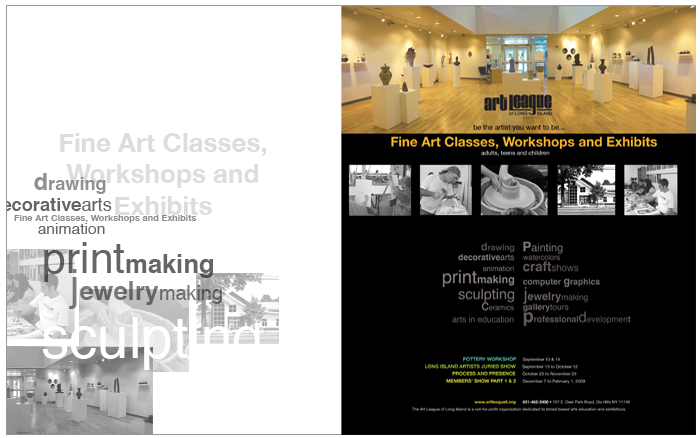 Fine Art Classes,
Workshops and
Exhibits
drawing
ecorativearts
Fine Art Classes, Workshops and Exhibits
animation
printmaking
jewelrymaking
sculpting
art league
of LONG ISLAND
be the artist you want to be...
Fine Art Classes, Workshops and Exhibits
adults, teens and children
drawing Painting
decorativearts watercolors
animation craftshows
printmaking computer graphics
sculpting jewelrymaking
Ceramics gallerytours
arts in education professionaldevelopment
POTTERY WORKSHOP September 13 & 14
LONG ISLAND ARTISTS JURIED SHOW September 13 to October 12
PROCESS AND PRESENCE October 23 to November 23
MEMBERS' SHOW PART 1 & 2 December 7 to February 1, 2009
www.artleagueli.org 631-462-5400 • 107 E. Deer Park Road, Dix Hills NY 11746
The Art League of Long Island is a not-for-profit organization dedicated to broad-based arts education and exhibitions.